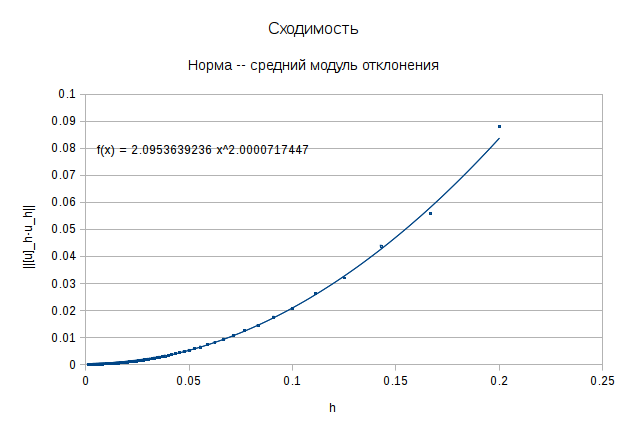 Сходимость
Норма -- средний модуль отклонения
0.1
0.09
f(x) = 2.0953639236 x^2.0000717447
0.08
0.07
0.06
0.05
0.04
0.03
0.02
0.01
0
||[u]_h-u_h||
0 0.05 0.1 0.15 0.2 0.25
h